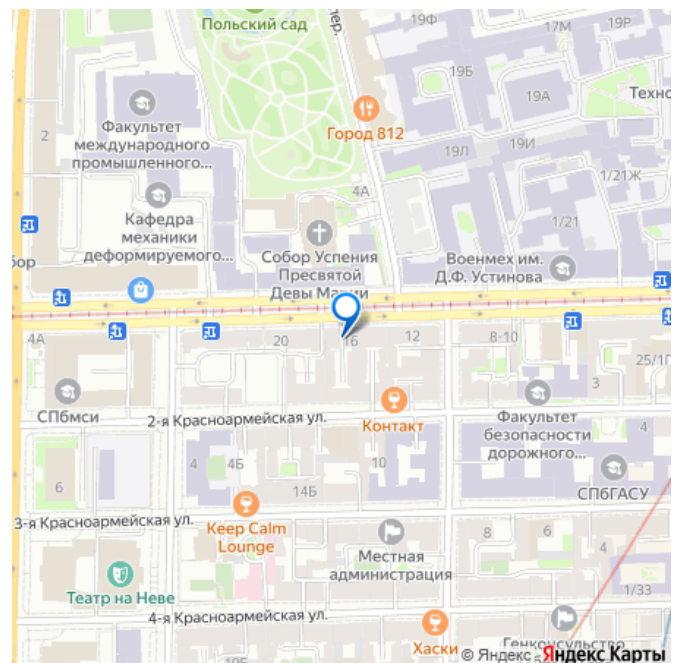 Польский сад
пер.
19Ф
17М
19Р
19Б
19А
Техно
2
Факультет
международного
промышленного...
Город 812
19Л
19И
1/21Ж
4А
Кафедра
механики
деформируемого...
Собор Успения
Пресвятой
Девы Марии
1/21
Военмех им.
Д.Ф. Устинова
бор
4А
20
16
12
8-10
25/1
СПбмси
2-я Красноармейская ул.
Контакт
3
Факультет
безопасности
дорожного...
4
4
4Б
10
СПбГАСУ
6
14Б
3-я Красноармейская ул.
Keep Calm
Lounge
Местная
администрация
8
6
4
Театр на Неве
1/33
4-я Красноармейская ул.
Хаски
Генконсульство
19Б
© Яндекс Яндекс Карты